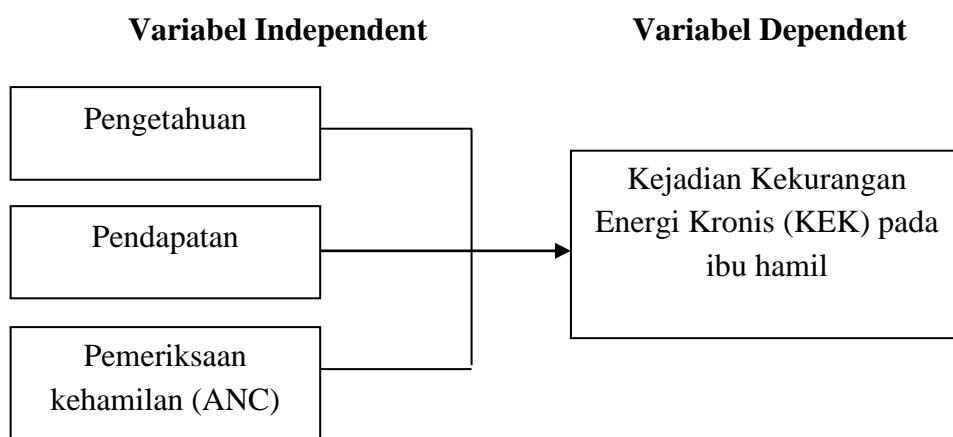 Variabel Independent
Variabel Dependent
Pengetahuan
Pendapatan
Pemeriksaan
kehamilan (ANC)
Kejadian Kekurangan
Energi Kronis (KEK) pada
ibu hamil